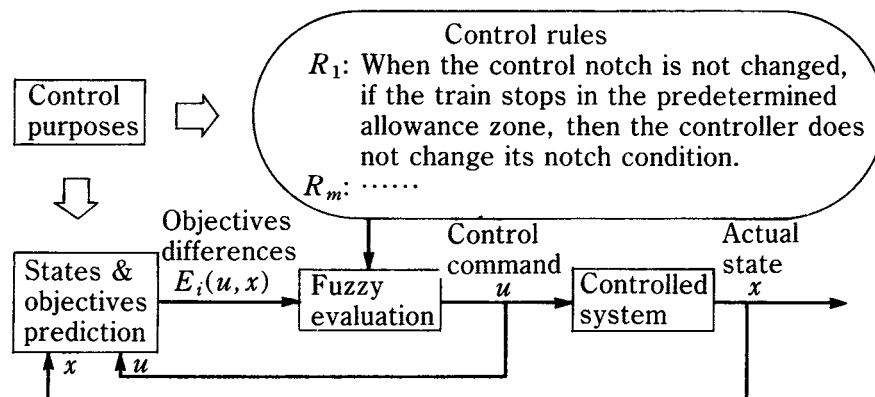 Control rules
R1: When the control notch is not changed,
if the train stops in the predetermined
allowance zone, then the controller does
not change its notch condition.
Rm: ······
Control
purposes
Objectives
differences
Ei(u, x)
Control
command
u
Actual
state
x
States &
objectives
prediction
Fuzzy
evaluation
Controlled
system
x
u